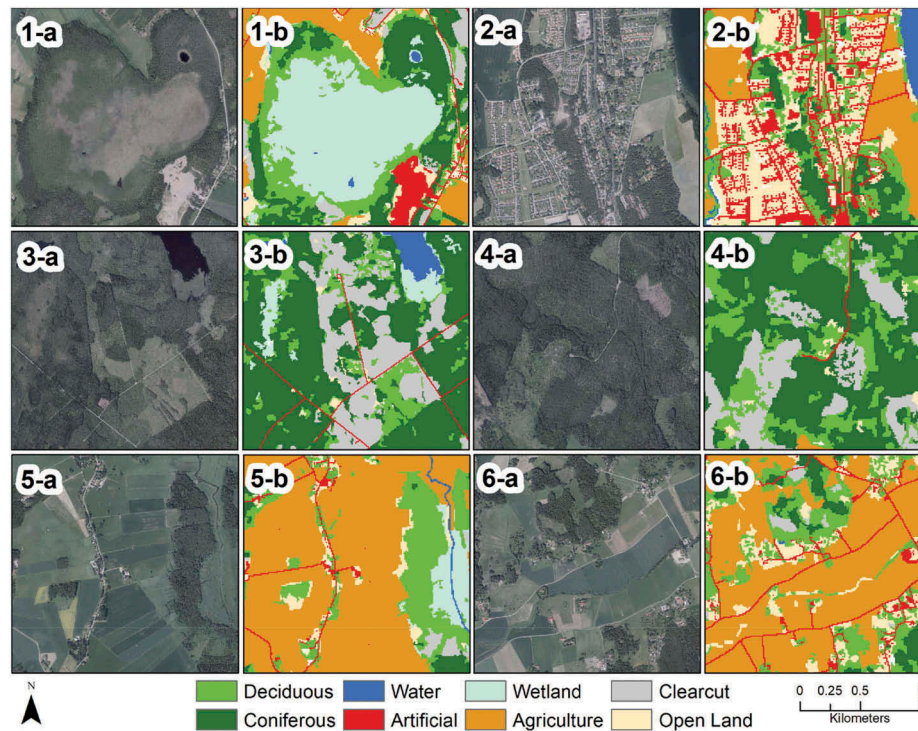 1-a 1-b 2-a 2-b
3-a 3-b 4-a 4-b
5-a 5-b 6-a 6-b
N
Deciduous Water Wetland Clearcut
Coniferous Artificial Agriculture Open Land
0 0.25 0.5
Kilometers